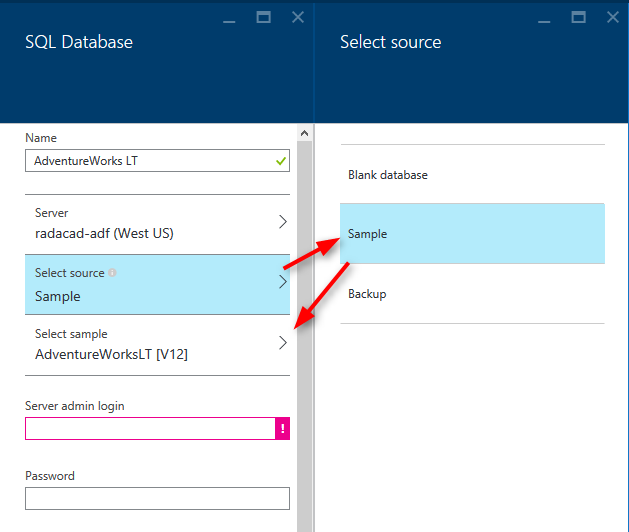 SQL Database
Name
AdventureWorks LT
Server
radacad-adf (West US)
Select source
Sample
Select sample
AdventureWorksLT [V12]
Server admin login
!
Password
Select source
Blank database
Sample
Backup